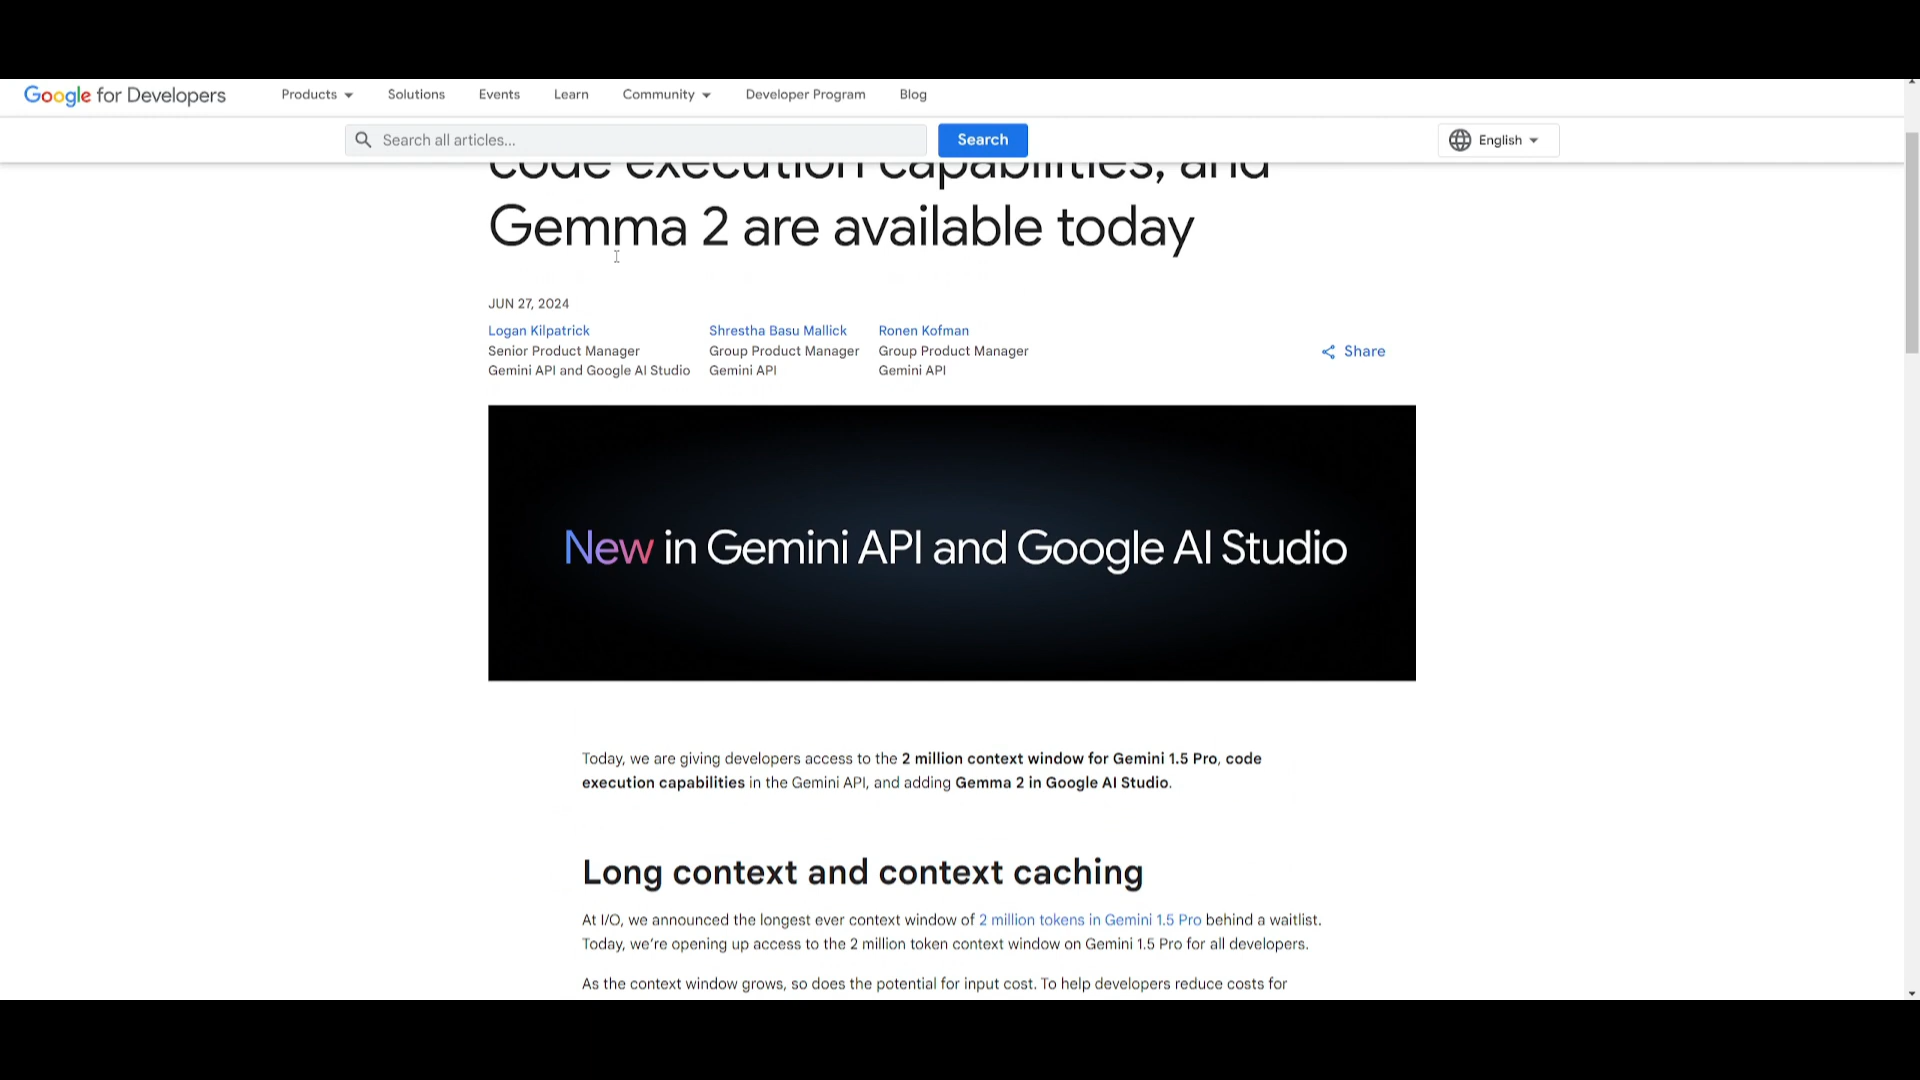 Google for Developers
Products
Solutions
Events
Learn
Community
Developer Program
Blog
Search all articles...
Search
English
code execution capabilities, and
Gemma 2 are available today
JUN 27, 2024
Logan Kilpatrick
Senior Product Manager
Gemini API and Google AI Studio
Shrestha Basu Mallick
Group Product Manager
Gemini API
Ronen Kofman
Group Product Manager
Gemini API
Share
New in Gemini API and Google AI Studio
Today, we are giving developers access to the 2 million context window for Gemini 1.5 Pro, code
execution capabilities in the Gemini API, and adding Gemma 2 in Google AI Studio.
Long context and context caching
At I/O, we announced the longest ever context window of 2 million tokens in Gemini 1.5 Pro behind a waitlist.
Today, we’re opening up access to the 2 million token context window on Gemini 1.5 Pro for all developers.
As the context window grows, so does the potential for input cost. To help developers reduce costs for